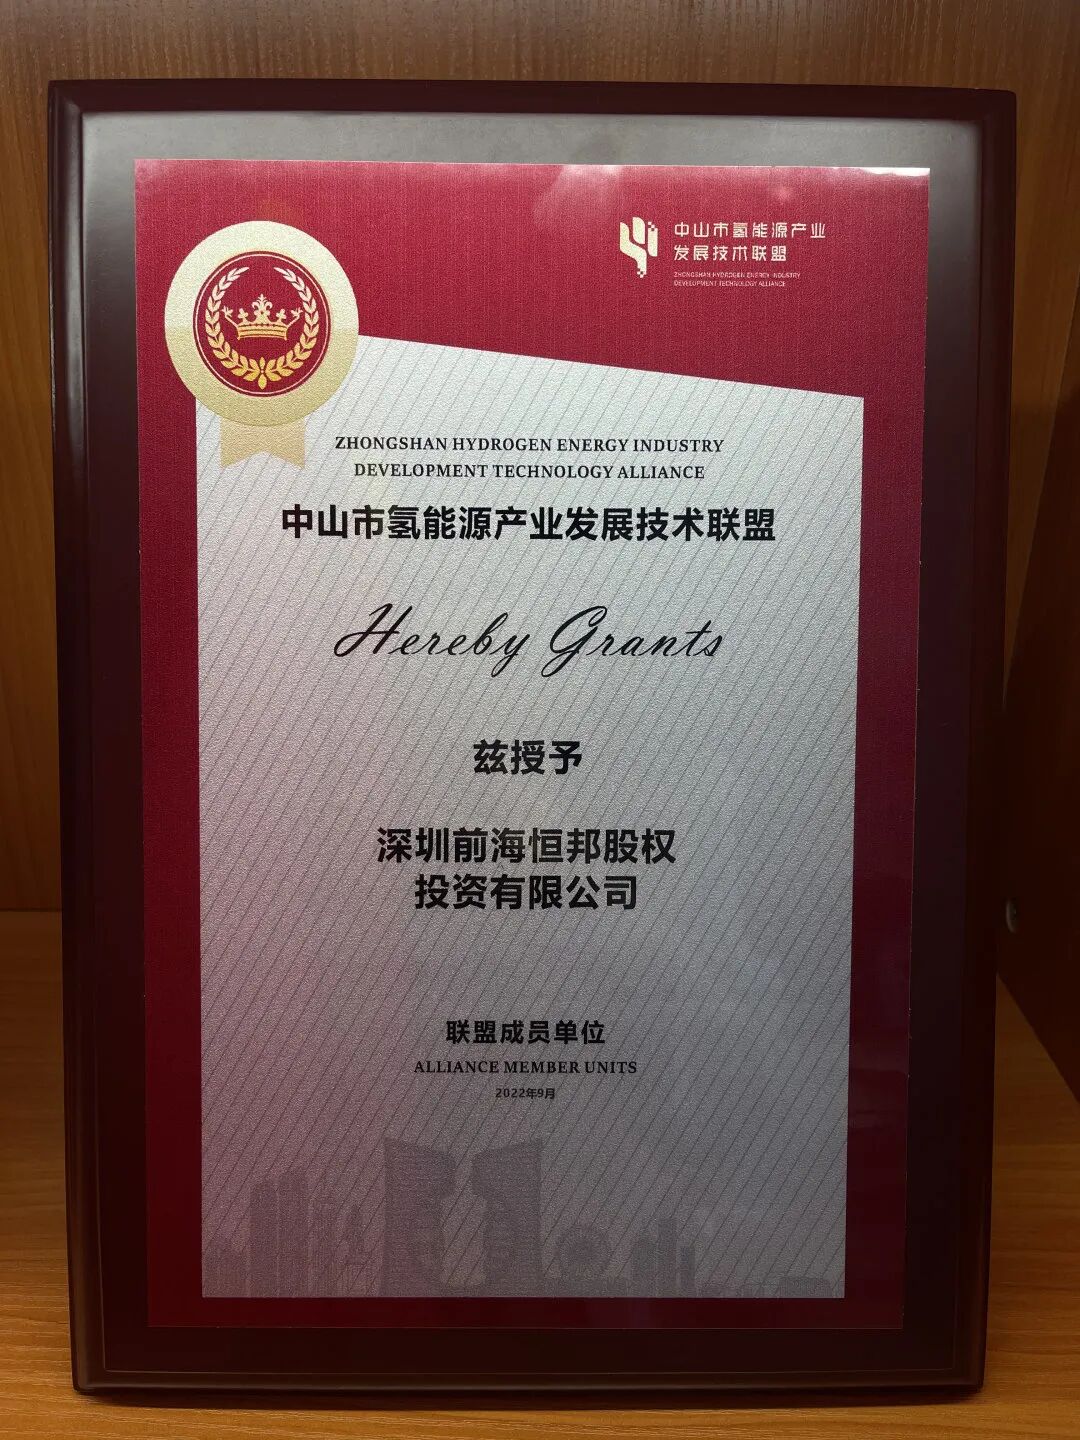 中山市氢能源产业
发展技术联盟
ZHONGSHAN HYDROGEN ENERGY INDUSTRY
DEVELOPMENT TECHNOLOGY ALLIANCE
ZHONGSHAN HYDROGEN ENERGY INDUSTRY
DEVELOPMENT TECHNOLOGY ALLIANCE
中山市氢能源产业发展技术联盟
Hereby Grants
兹授予
深圳前海恒邦股权
投资有限公司
联盟成员单位
ALLIANCE MEMBER UNITS
2022年9月